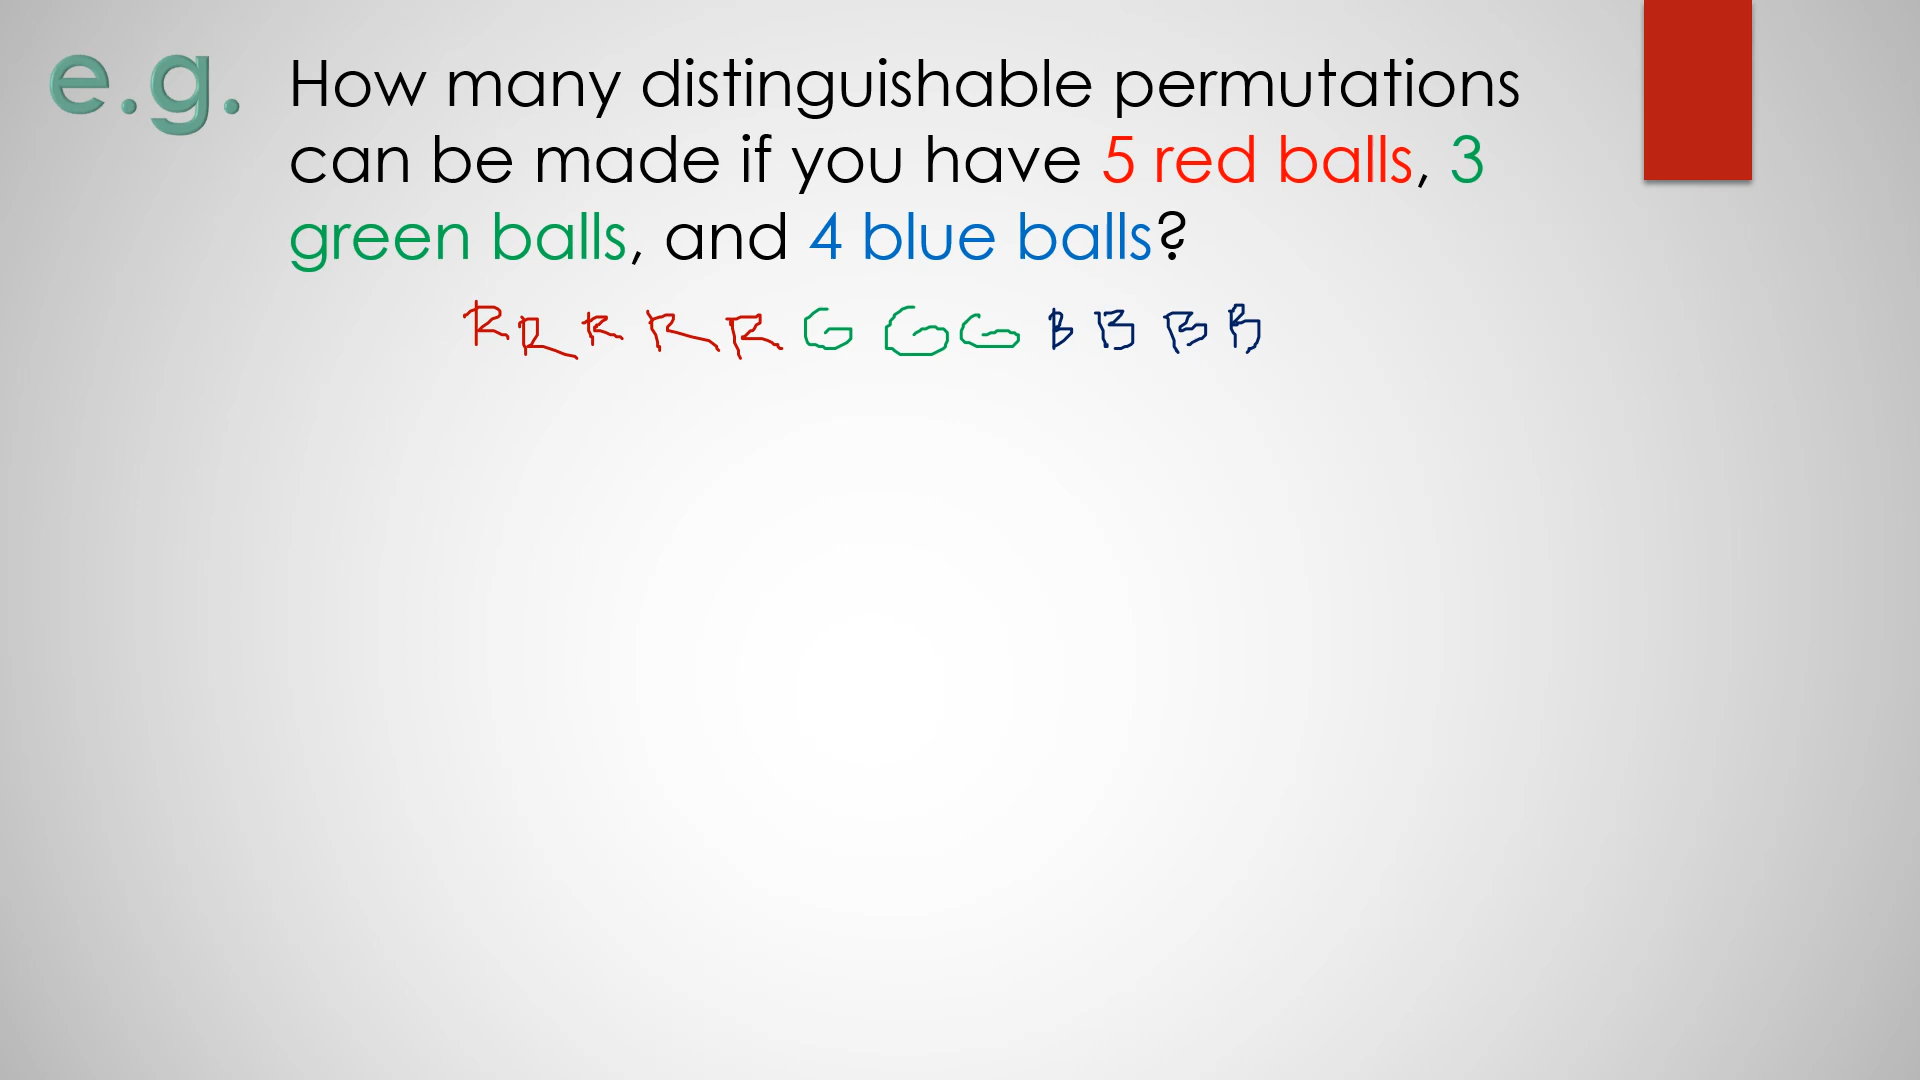 e.g. How many distinguishable permutations
can be made if you have 5 red balls, 3
green balls, and 4 blue balls?
R R R R R G G G B B B B